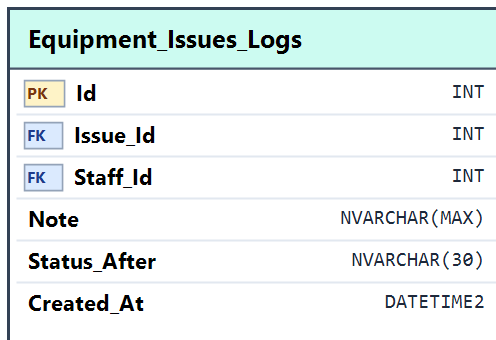 Equipment_Issues_Logs
PK Id INT
FK Issue_Id INT
FK Staff_Id INT
Note NVARCHAR(MAX)
Status_After NVARCHAR(30)
Created_At DATETIME2